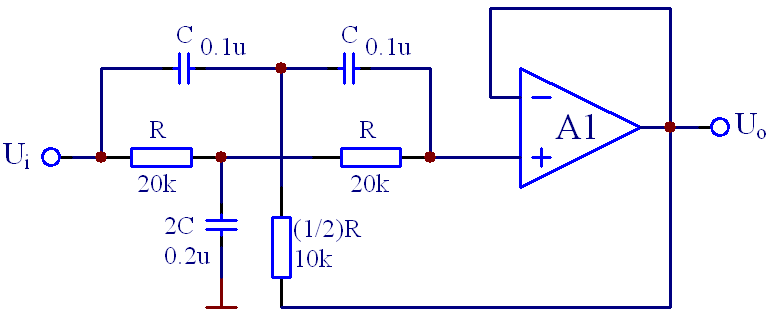 C
0.1u
C
0.1u
R
20k
R
20k
Ui
2C
0.2u
(1/2)R
10k
−
+
A1
Uo